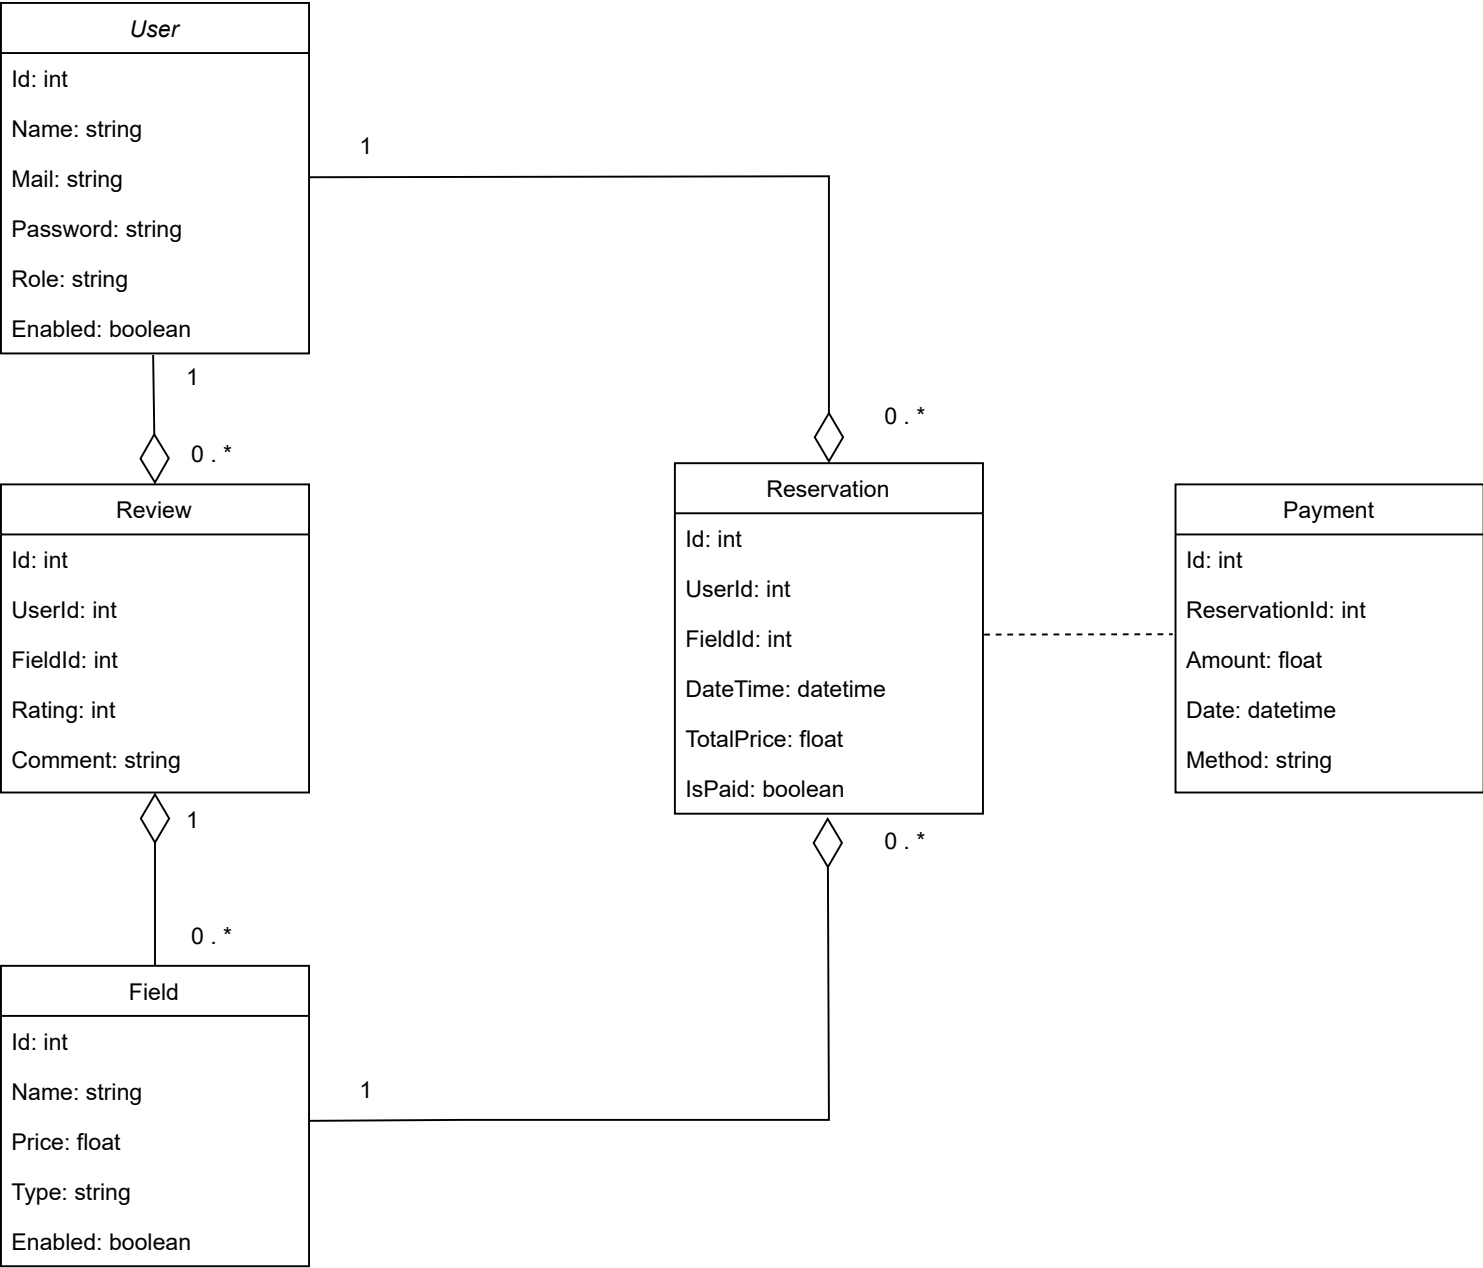 User
Id: int
Name: string
Mail: string
Password: string
Role: string
Enabled: boolean
1
1
0 . *
0 . *
Review
Id: int
UserId: int
FieldId: int
Rating: int
Comment: string
Reservation
Id: int
UserId: int
FieldId: int
DateTime: datetime
TotalPrice: float
IsPaid: boolean
Payment
Id: int
ReservationId: int
Amount: float
Date: datetime
Method: string
1
0 . *
0 . *
Field
Id: int
Name: string
Price: float
Type: string
Enabled: boolean
1